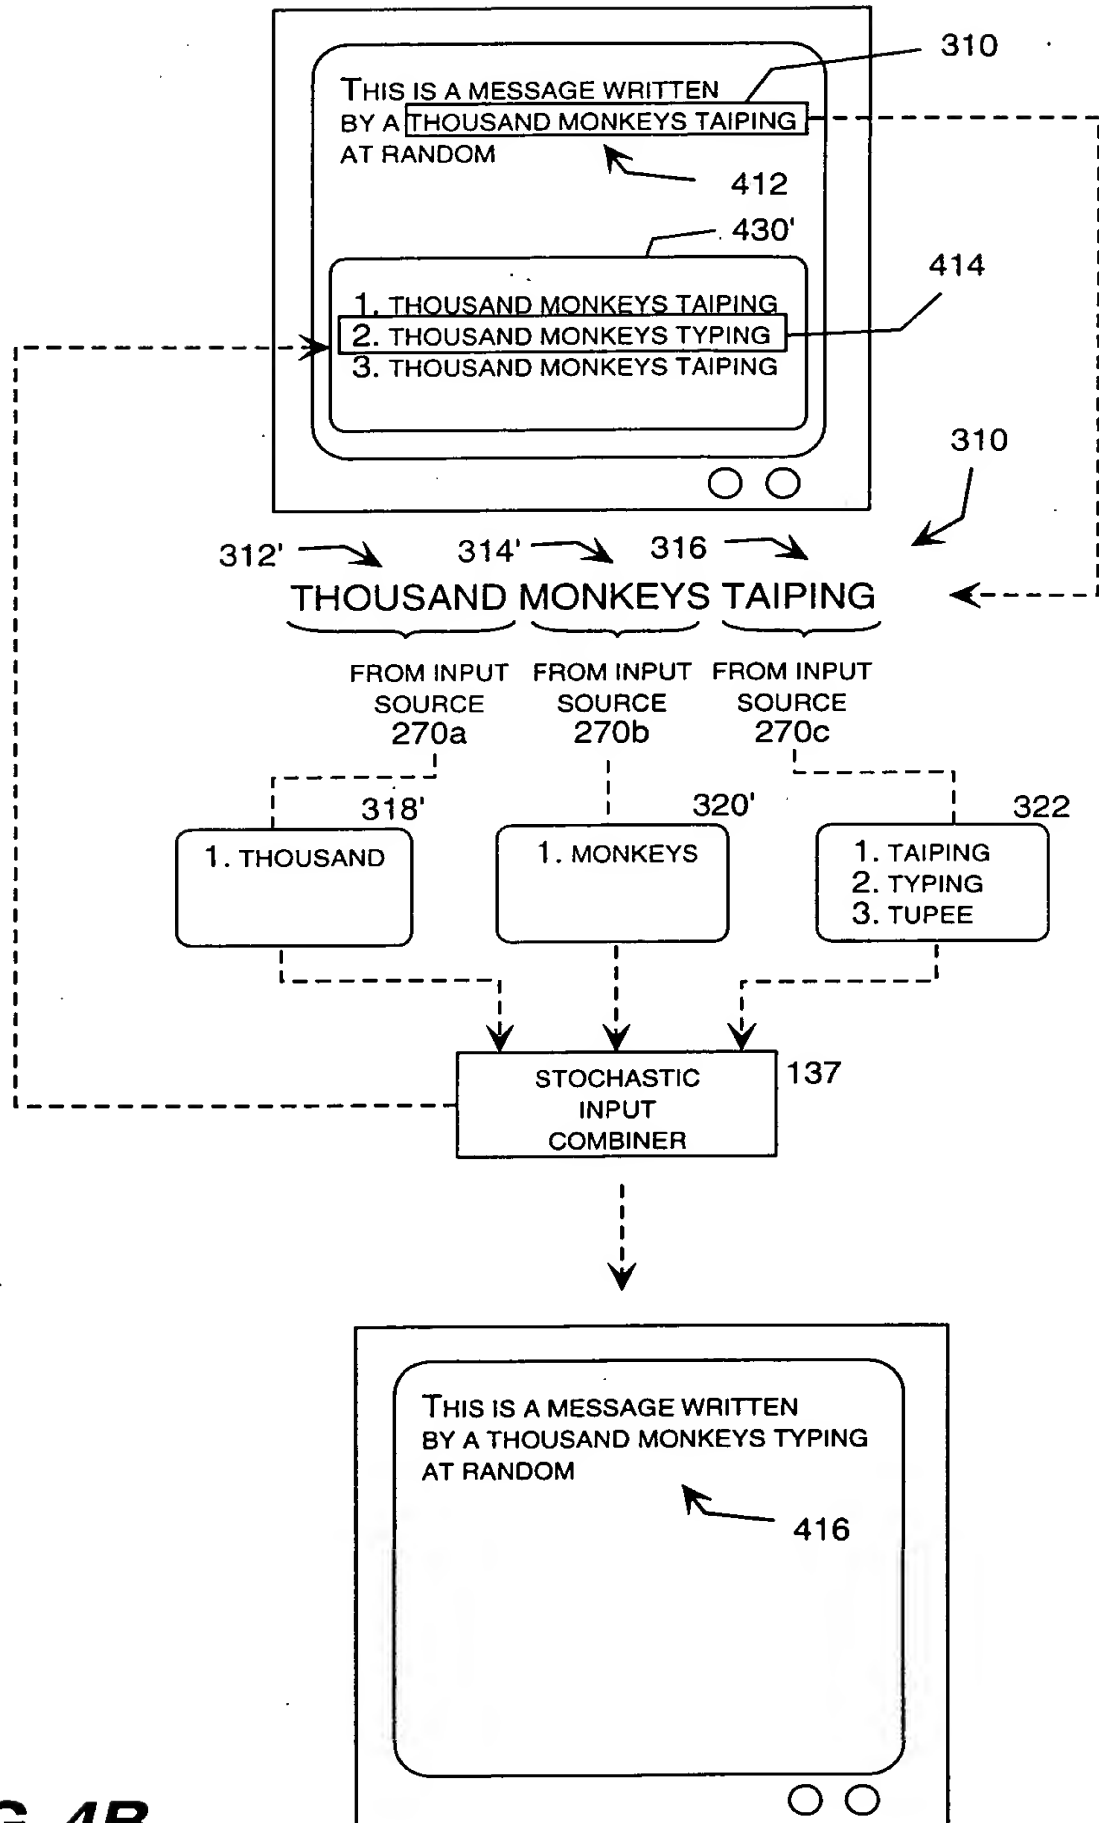 310
THIS IS A MESSAGE WRITTEN
BY A THOUSAND MONKEYS TAIPING
AT RANDOM
412
430'
414
1. THOUSAND MONKEYS TAIPING
2. THOUSAND MONKEYS TYPING
3. THOUSAND MONKEYS TAIPING
310
312' 314' 316
THOUSAND MONKEYS TAIPING
FROM INPUT SOURCE 270a
FROM INPUT SOURCE 270b
FROM INPUT SOURCE 270c
318' 320' 322
1. THOUSAND
1. MONKEYS
1. TAIPING
2. TYPING
3. TUPEE
STOCHASTIC
INPUT
COMBINER
137
THIS IS A MESSAGE WRITTEN
BY A THOUSAND MONKEYS TYPING
AT RANDOM
416
4B